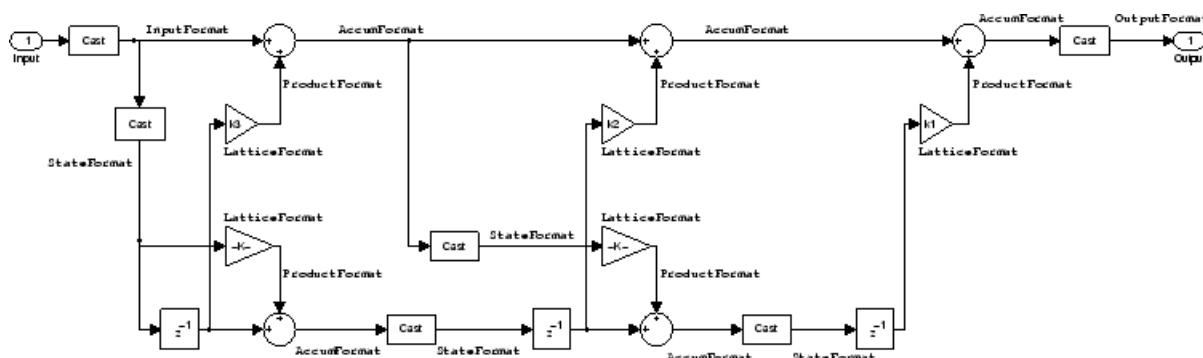 InputFormat
AccumFormat
AccumFormat
AccumFormat
OutputFormat
1
Cast
+
+
+
+
+
+
Cast
1
Input
Output
ProductFormat
ProductFormat
ProductFormat
Cast
k3
k2
k1
LatticeFormat
LatticeFormat
LatticeFormat
StateFormat
LatticeFormat
LatticeFormat
-K-
Cast
StateFormat
-K-
ProductFormat
ProductFormat
z-1
+
+
Cast
z-1
+
+
Cast
z-1
AccumFormat
StateFormat
AccumFormat
StateFormat